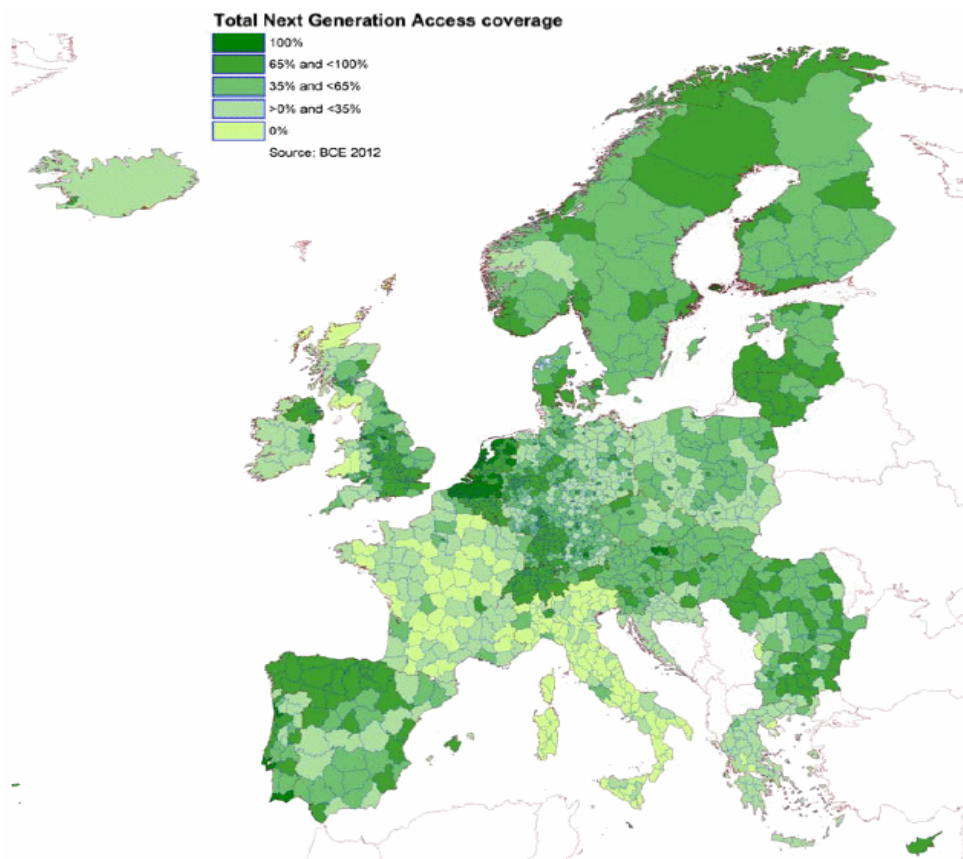 Total Next Generation Access coverage
100%
65% and <100%
35% and <65%
>0% and <35%
0%
Source: BCE 2012